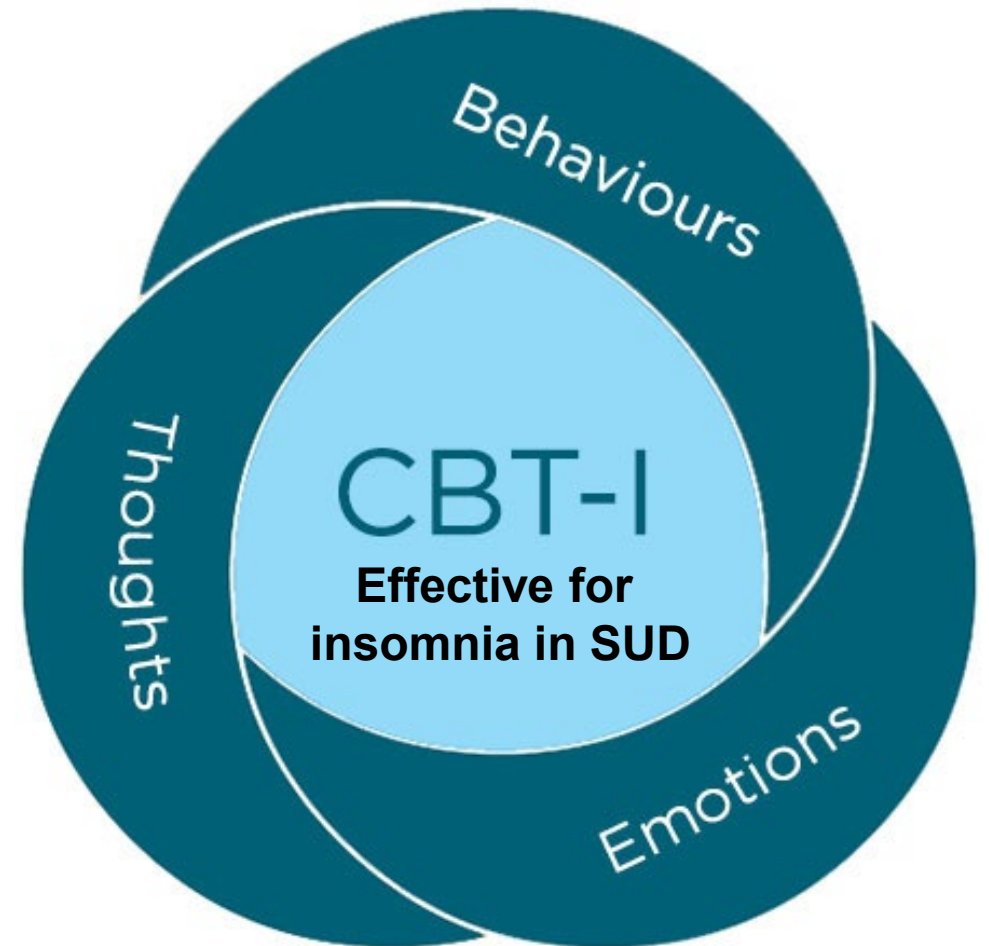 Behaviours
Thoughts
CBT-I
Effective for
insomnia in SUD
Emotions